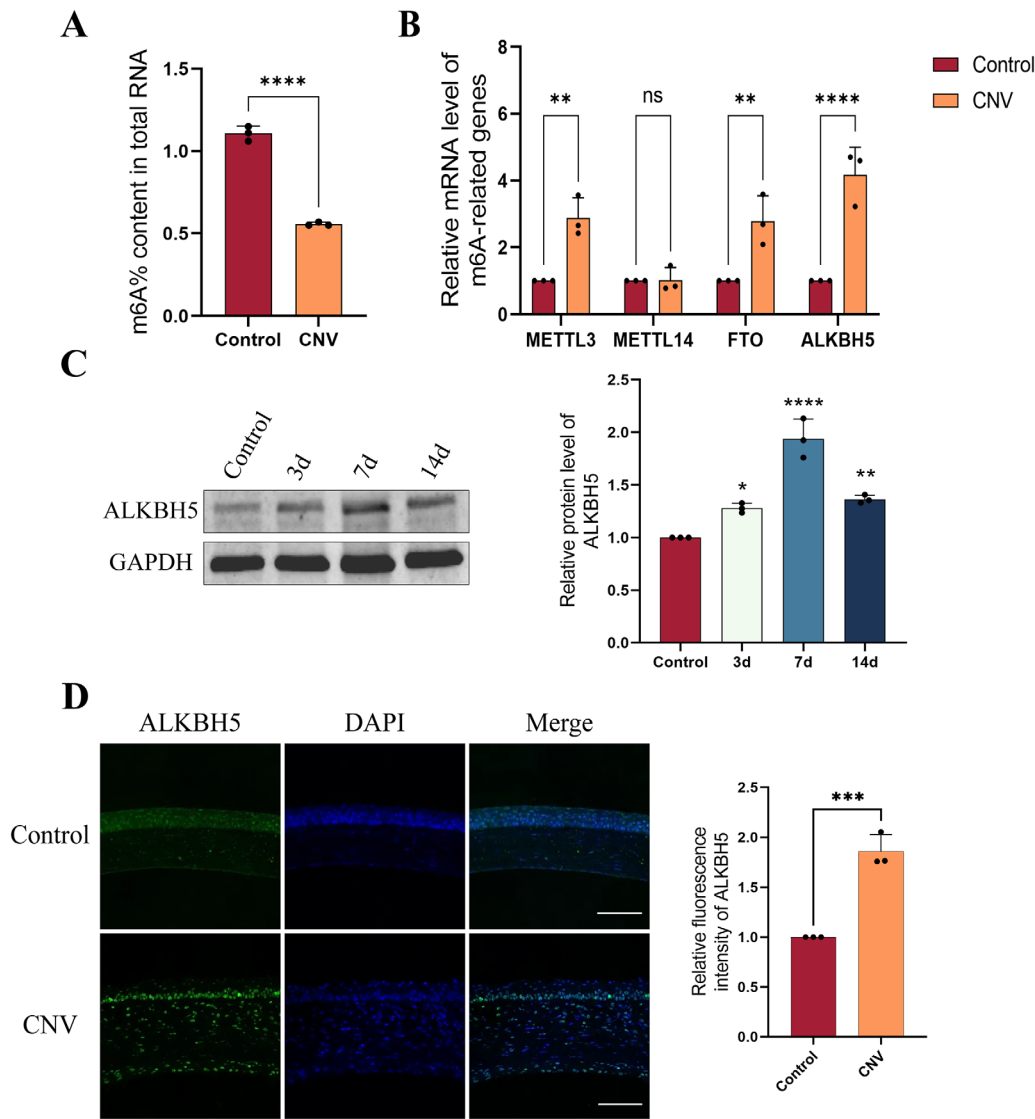 A
m6A% content in total RNA
1.5
1.0
0.5
0.0
****
Control
CNV
B
Relative mRNA level of
m6A-related genes
8
6
4
2
0
**
ns
**
****
METTL3
METTL14
FTO
ALKBH5
Control
CNV
C
Control
3d
7d
14d
ALKBH5
GAPDH
Relative protein level of
ALKBH5
2.5
2.0
1.5
1.0
0.5
0.0
*
****
**
Control
3d
7d
14d
D
ALKBH5
DAPI
Merge
Control
CNV
Relative fluorescence
intensity of ALKBH5
2.5
2.0
1.5
1.0
0.5
0.0
***
Control
CNV